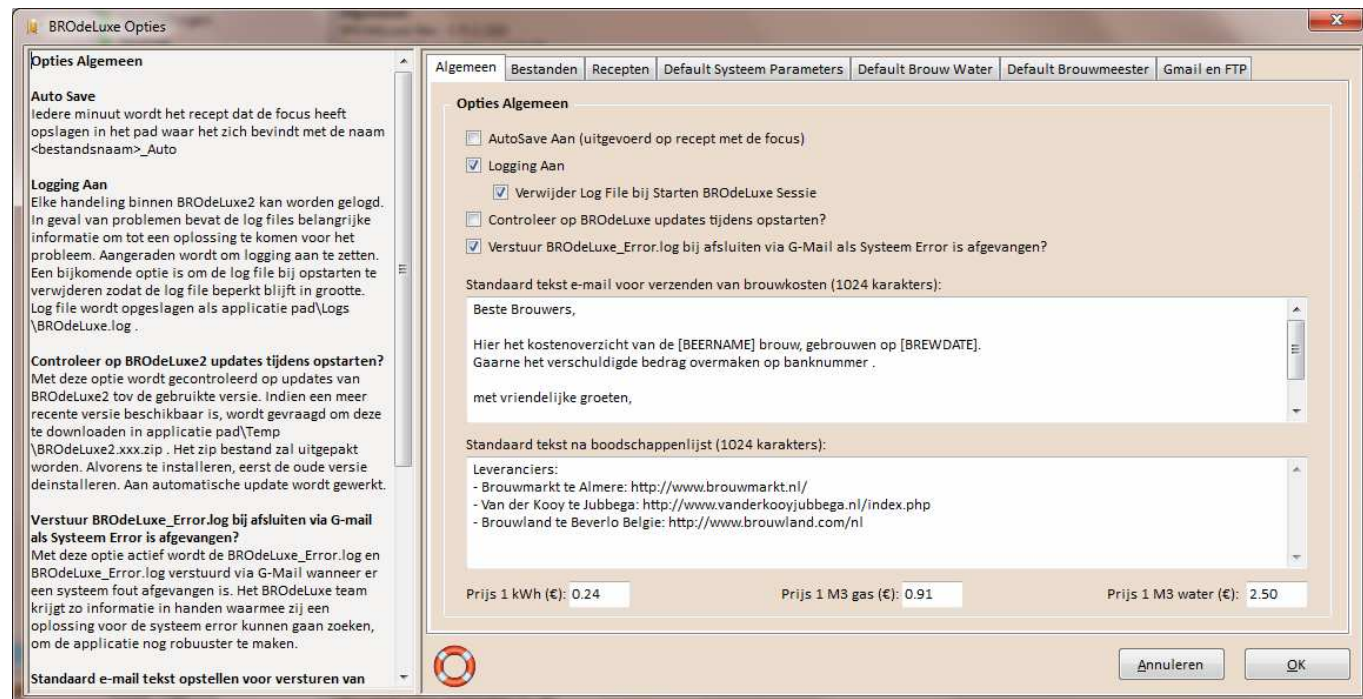 BROdeLuxe Opties
Opties Algemeen
Auto Save
Iedere minuut wordt het recept dat de focus heeft
opslagen in het pad waar het zich bevindt met de naam
<bestandsnaam>_Auto
Logging Aan
Elke handeling binnen BROdeLuxe2 kan worden gelogd.
In geval van problemen bevat de log files belangrijke
informatie om tot een oplossing te komen voor het
probleem. Aangeraden wordt om logging aan te zetten.
Een bijkomende optie is om de log file bij opstarten te
verwjderen zodat de log file beperkt blijft in grootte.
Log file wordt opgeslagen als applicatie pad\Logs
\BROdeLuxe.log .
Controleer op BROdeLuxe2 updates tijdens opstarten?
Met deze optie wordt gecontroleerd op updates van
BROdeLuxe2 tov de gebruikte versie. Indien een meer
recente versie beschikbaar is, wordt gevraagd om deze
te downloaden in applicatie pad\Temp
\BROdeLuxe2.xxx.zip . Het zip bestand zal uitgepakt
worden. Alvorens te installeren, eerst de oude versie
deinstalleren. Aan automatische update wordt gewerkt.
Verstuur BROdeLuxe_Error.log bij afsluiten via G-mail
als Systeem Error is afgevangen?
Met deze optie actief wordt de BROdeLuxe_Error.log en
BROdeLuxe_Error.log verstuurd via G-Mail wanneer er
een systeem fout afgevangen is. Het BROdeLuxe team
krijgt zo informatie in handen waarmee zij een
oplossing voor de systeem error kunnen gaan zoeken,
om de applicatie nog robuuster te maken.
Standaard e-mail tekst opstellen voor versturen van
Algemeen Bestanden Recepten Default Systeem Parameters Default Brouw Water Default Brouwmeester Gmail en FTP
Opties Algemeen
AutoSave Aan (uitgevoerd op recept met de focus)
Logging Aan
Verwijder Log File bij Starten BROdeLuxe Sessie
Controleer op BROdeLuxe updates tijdens opstarten?
Verstuur BROdeLuxe_Error.log bij afsluiten via G-Mail als Systeem Error is afgevangen?
Standaard tekst e-mail voor verzenden van brouwkosten (1024 karakters):
Beste Brouwers,
Hier het kostenoverzicht van de [BEERNAME] brouw, gebrouwen op [BREWDATE].
Gaarne het verschuldigde bedrag overmaken op banknummer .
met vriendelijke groeten,
Standaard tekst na boodschappenlijst (1024 karakters):
Leveranciers:
- Brouwmarkt te Almere: http://www.brouwmarkt.nl/
- Van der Kooy te Jubbega: http://www.vanderkooyjubbega.nl/index.php
- Brouwland te Beverlo Belgie: http://www.brouwland.com/nl
Prijs 1 kWh (€): 0.24 Prijs 1 M3 gas (€): 0.91 Prijs 1 M3 water (€): 2.50
Annuleren OK